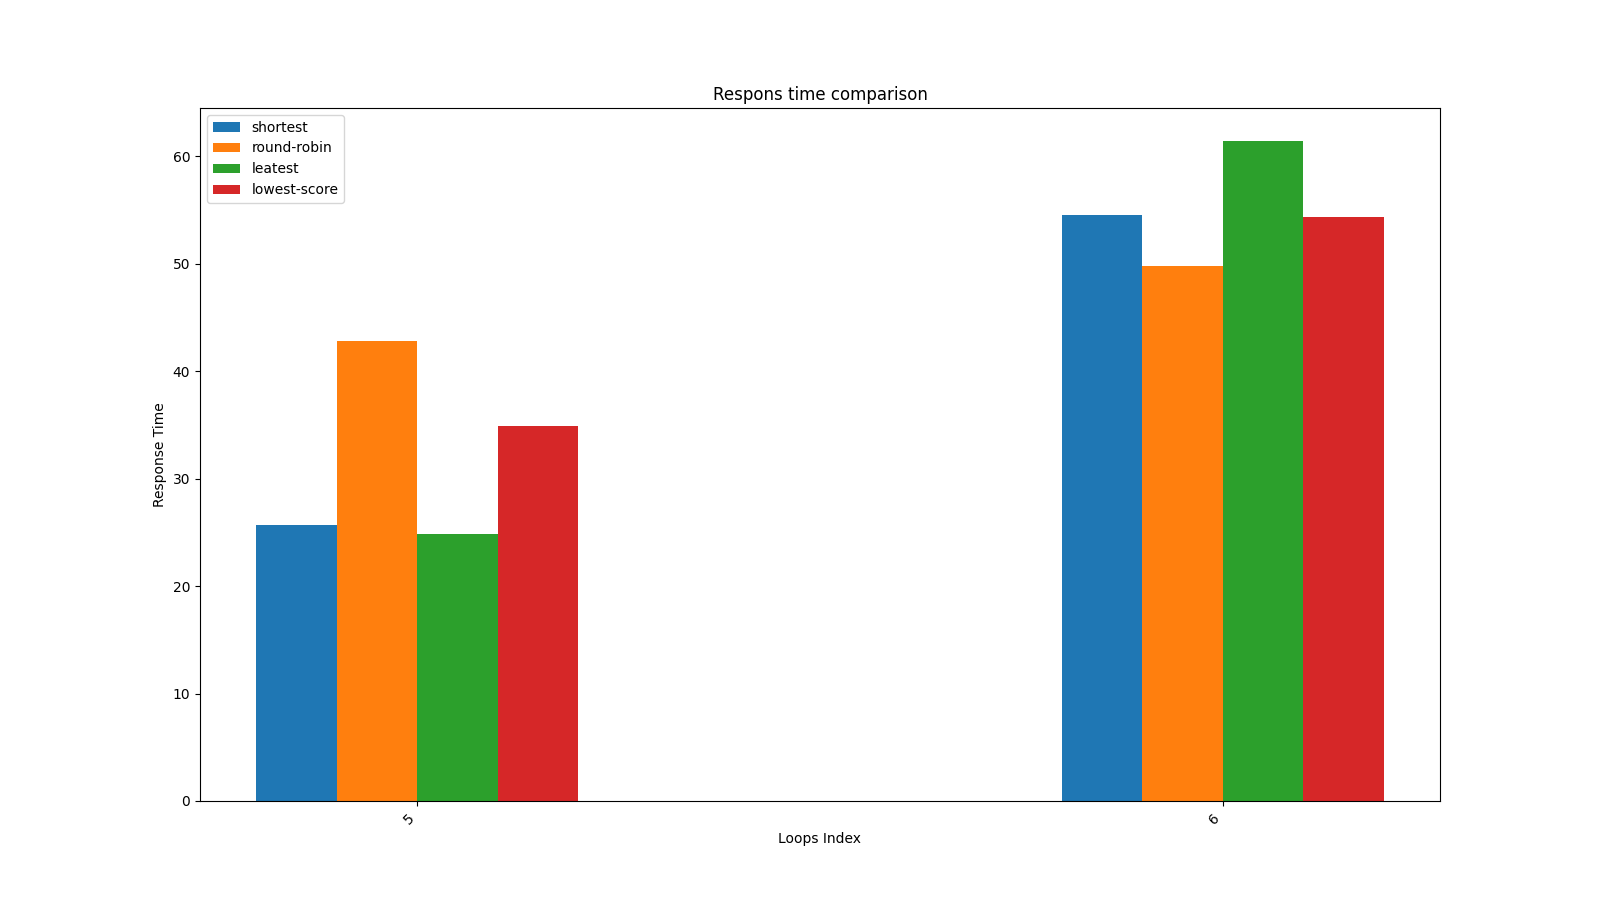 Respons time comparison
shortest
round-robin
leatest
lowest-score
60
50
40
30
20
10
0
Response Time
5
6
Loops Index